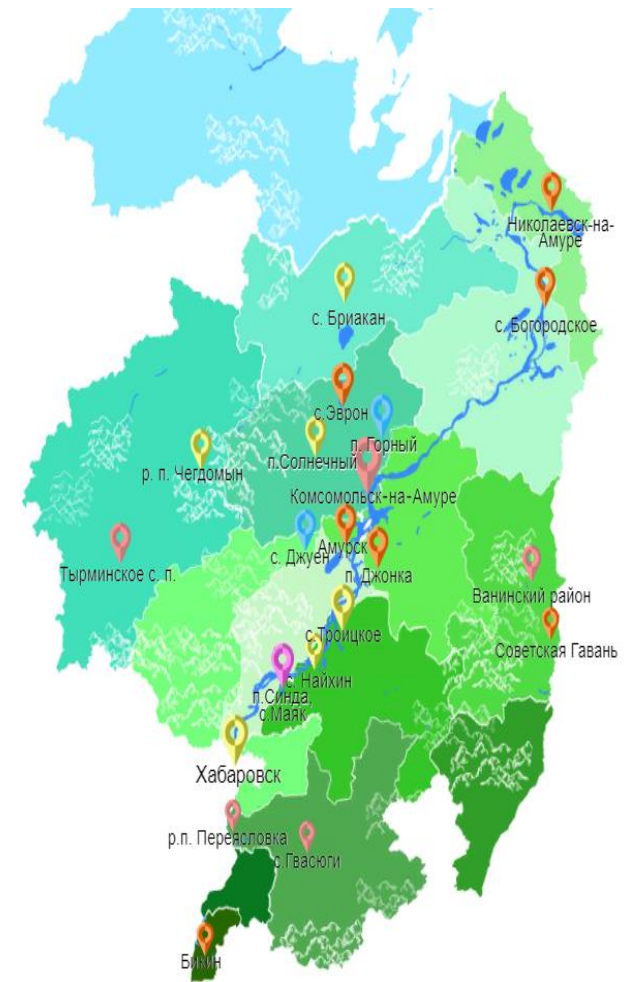 Николаевск-на-
Амуре
с. Богородское
с. Бриакан
с.Эврон
п. Горный
п.Солнечный
р. п. Чегдомын
Комсомольск-на-Амуре
Амурск
с. Джуен
п. Джонка
Тырминское с. п.
Ванинский район
с.Троицкое
Советская Гавань
с. Найхин
п.Синда,
с.Маяк
Хабаровск
р.п. Переясловка
с.Гвасюги
Бикин